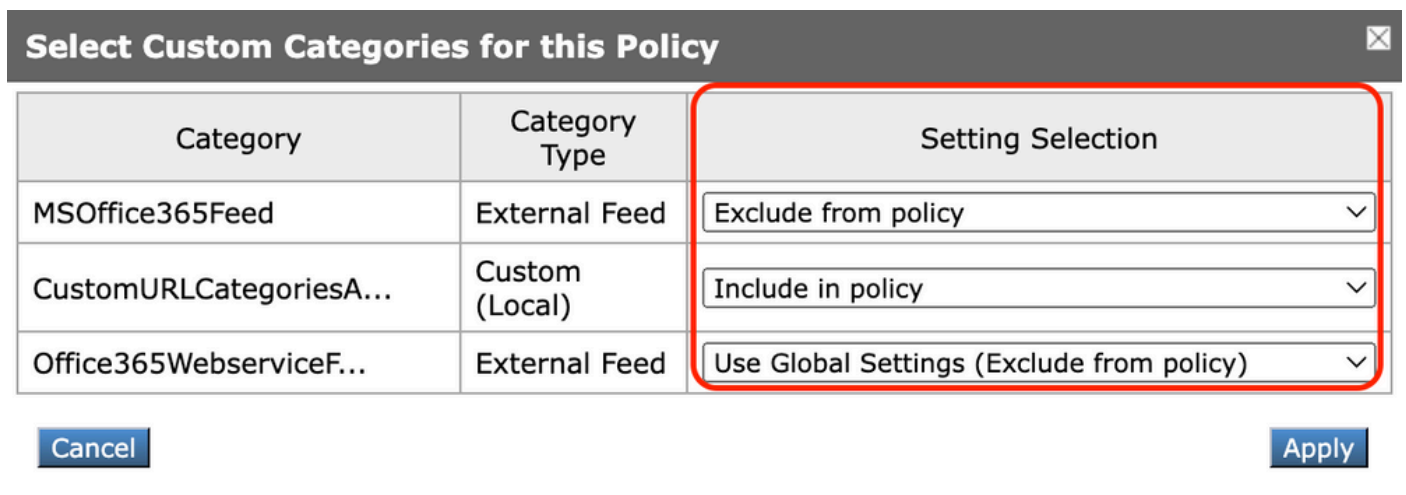 Select Custom Categories for this Policy
Category
Category
Type
Setting Selection
MSOffice365Feed
External Feed
Exclude from policy
CustomURLCategoriesA...
Custom
(Local)
Include in policy
Office365WebserviceF...
External Feed
Use Global Settings (Exclude from policy)
Cancel
Apply